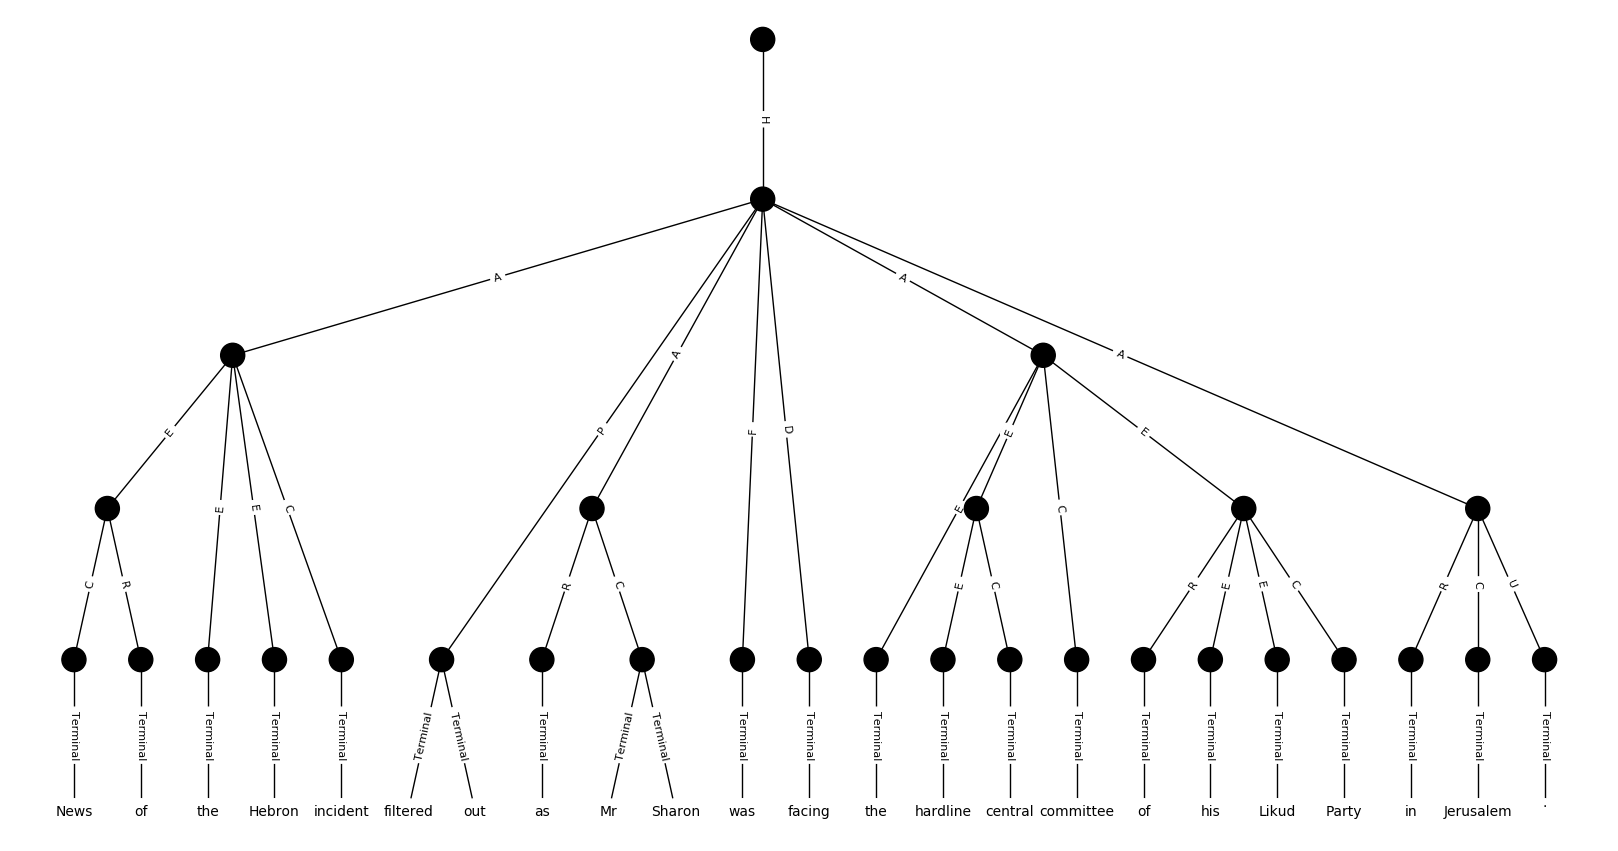 H
A
A
A
A
E
P
F
D
E
E
E
E
C
E
C
C
R
R
C
E
C
R
E
E
C
R
C
U
Terminal Terminal Terminal Terminal Terminal Terminal Terminal Terminal Terminal Terminal Terminal Terminal Terminal Terminal Terminal Terminal Terminal Terminal Terminal Terminal Terminal Terminal Terminal
News of the Hebron incident filtered out as Mr Sharon was facing the hardline central committee of his Likud Party in Jerusalem .